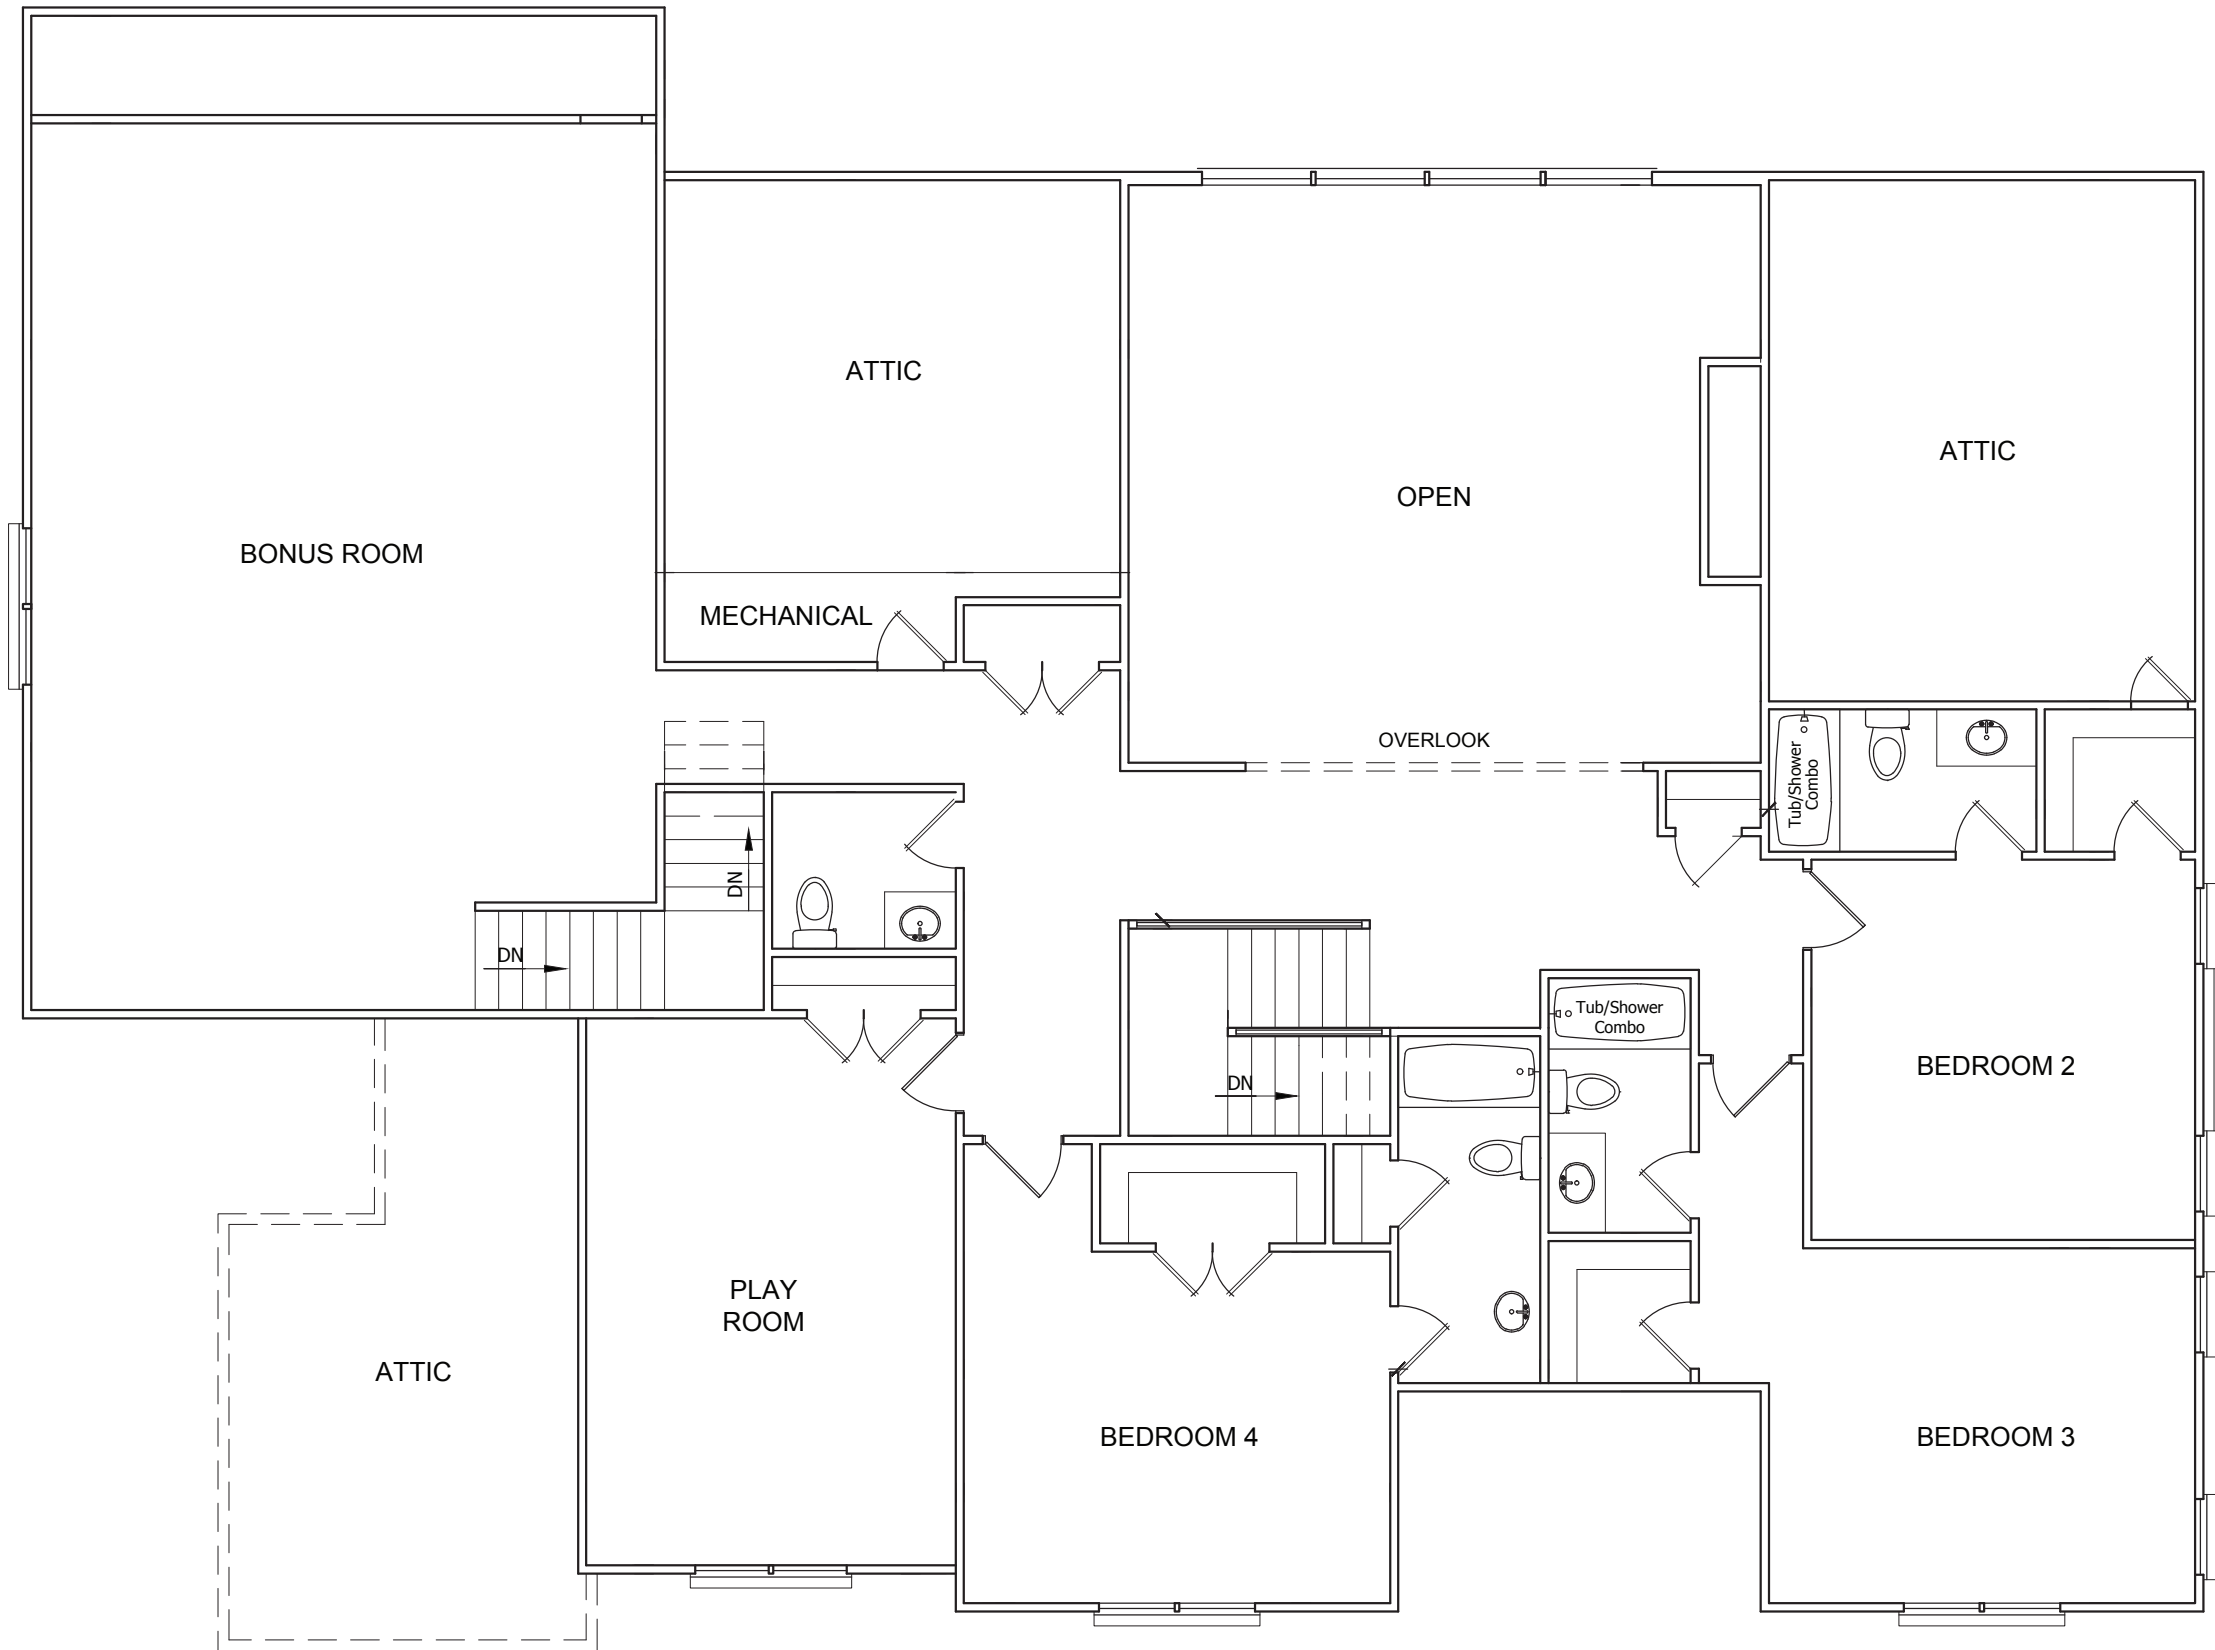 ATTIC
ATTIC
OPEN
BONUS ROOM
MECHANICAL
OVERLOOK
Tub/Shower
Combo
DN
DN
Tub/Shower
Combo
BEDROOM 2
DN
PLAY
ROOM
ATTIC
BEDROOM 4
BEDROOM 3